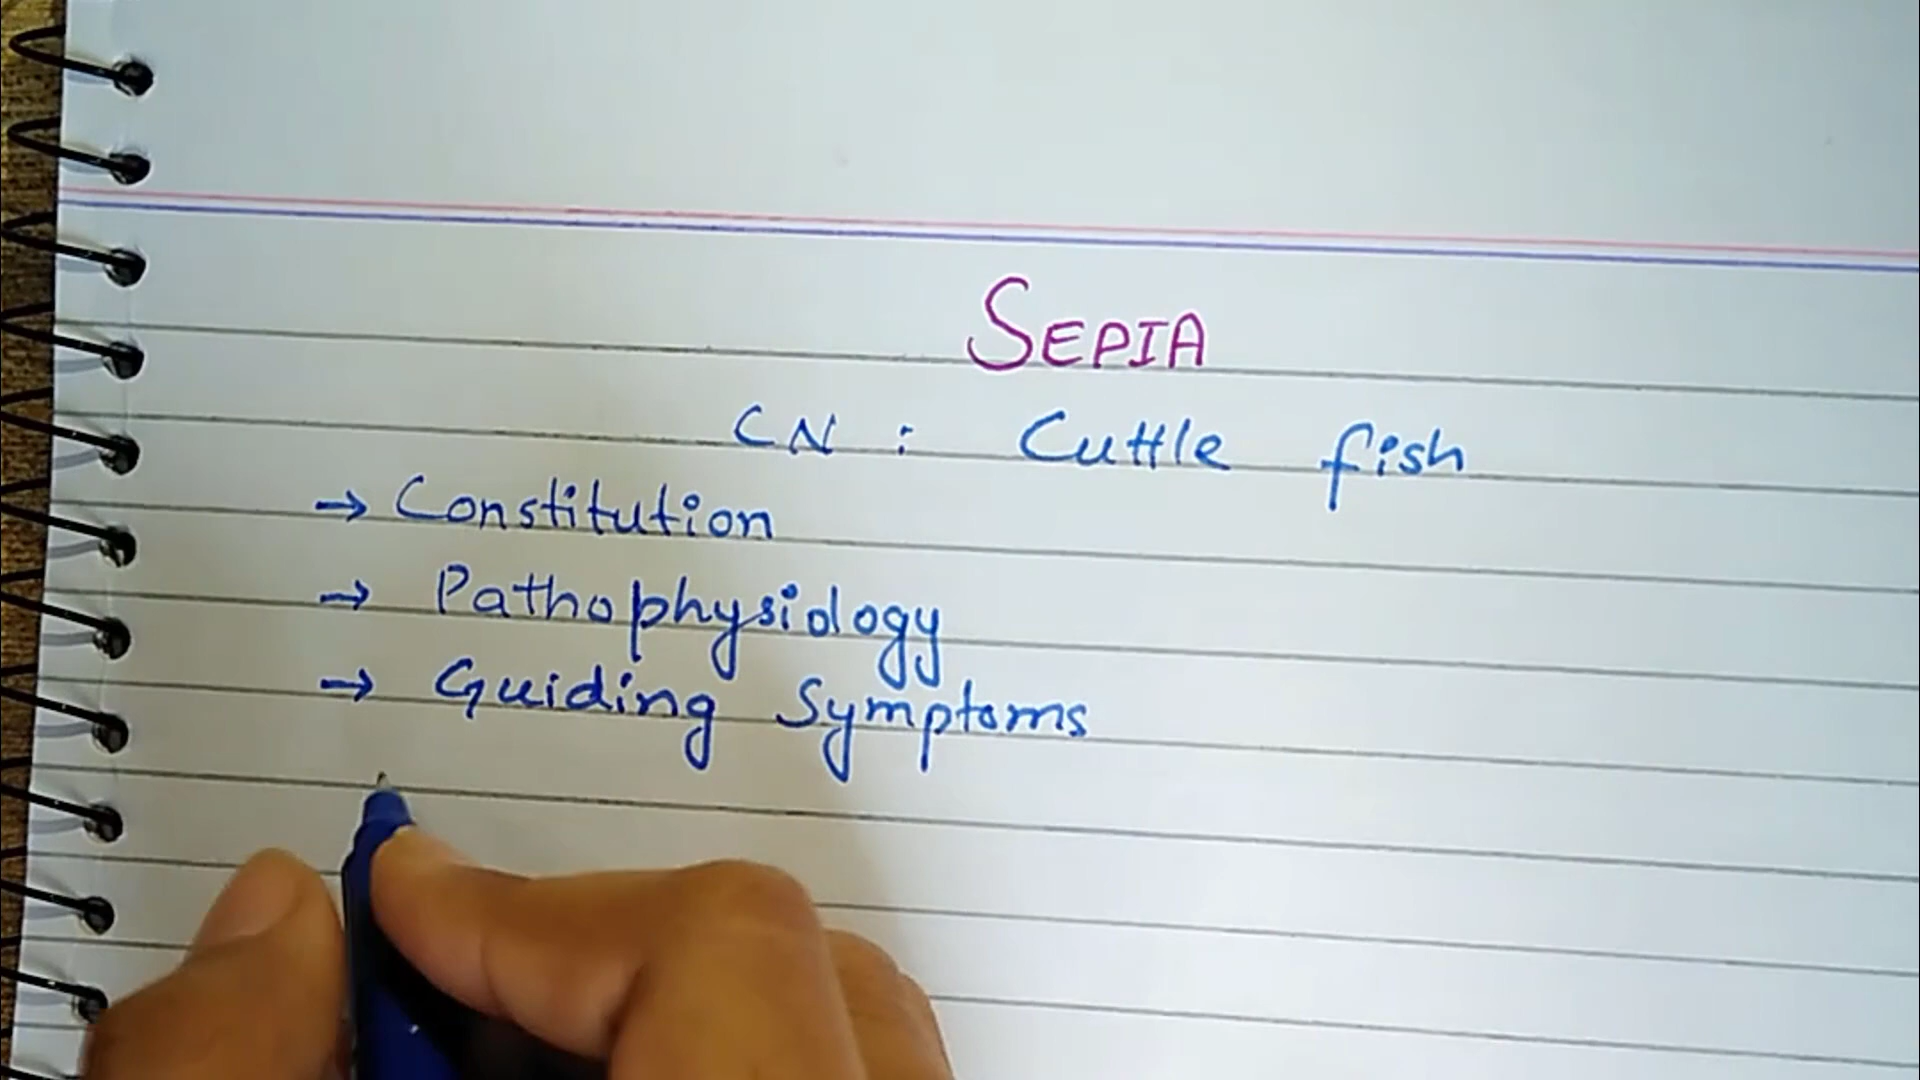 SEPIA
CN : Cuttle fish
→ Constitution
→ Pathophysiology
→ Guiding Symptoms